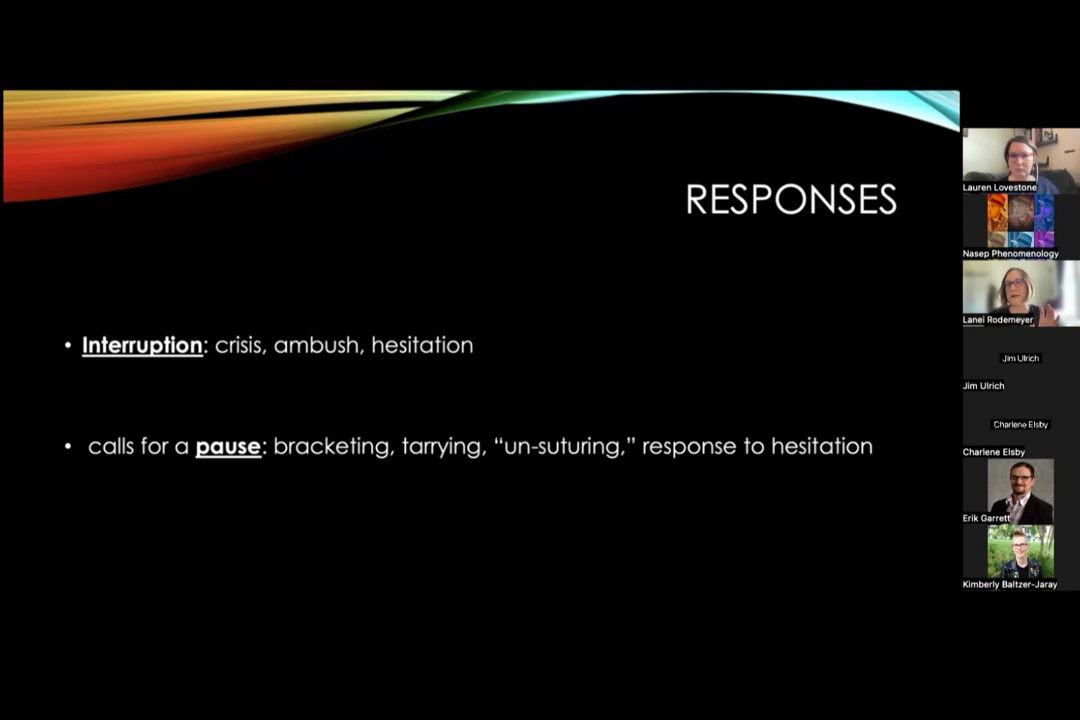 RESPONSES
• Interruption: crisis, ambush, hesitation
• calls for a pause: bracketing, tarrying, “un-suturing,” response to hesitation
Lauren Lovestone
Nasep Phenomenology
Lanei Rodemeyer
Jim Ulrich
Jim Ulrich
Charlene Elsby
Charlene Elsby
Erik Garrett
Kimberly Baltzer-Jaray